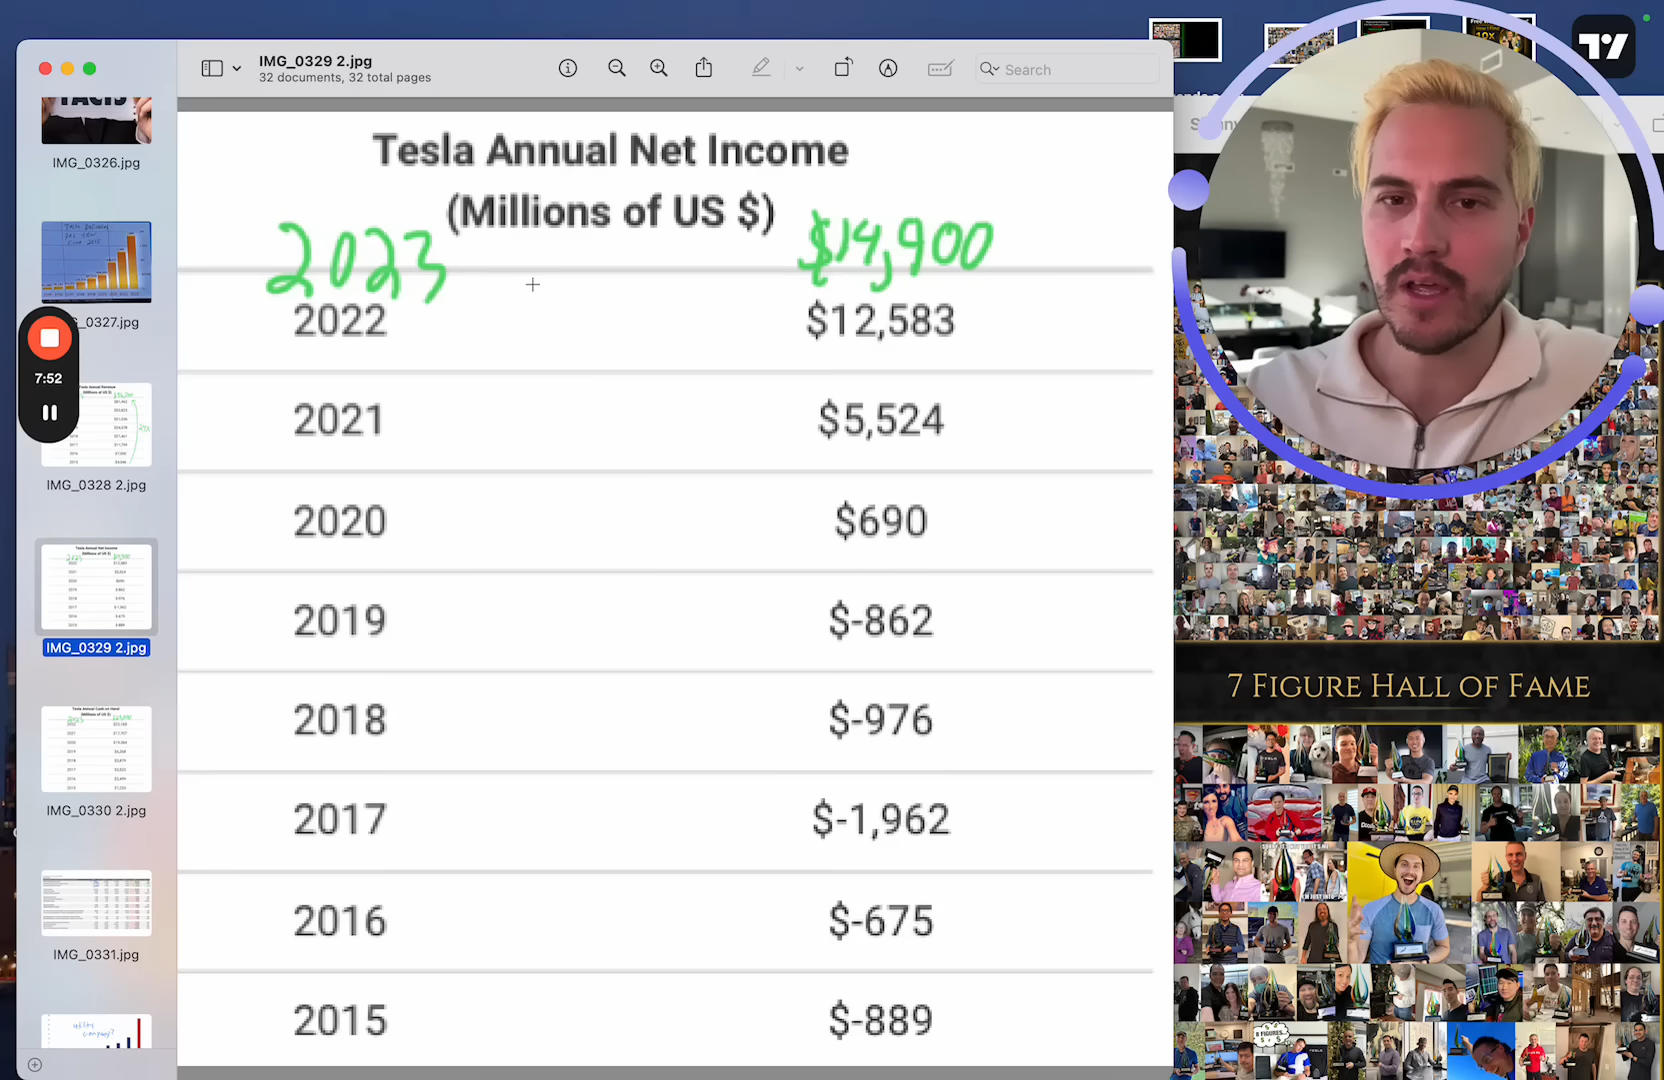 IMG_0329 2.jpg
32 documents, 32 total pages
Search
IMG_0326.jpg
0327.jpg
7:52
IMG_0328 2.jpg
IMG_0329 2.jpg
IMG_0330 2.jpg
IMG_0331.jpg
Tesla Annual Net Income
(Millions of US $)
2023 $14,900
2022 $12,583
2021 $5,524
2020 $690
2019 $-862
2018 $-976
2017 $-1,962
2016 $-675
2015 $-889
7 Figure Hall of Fame